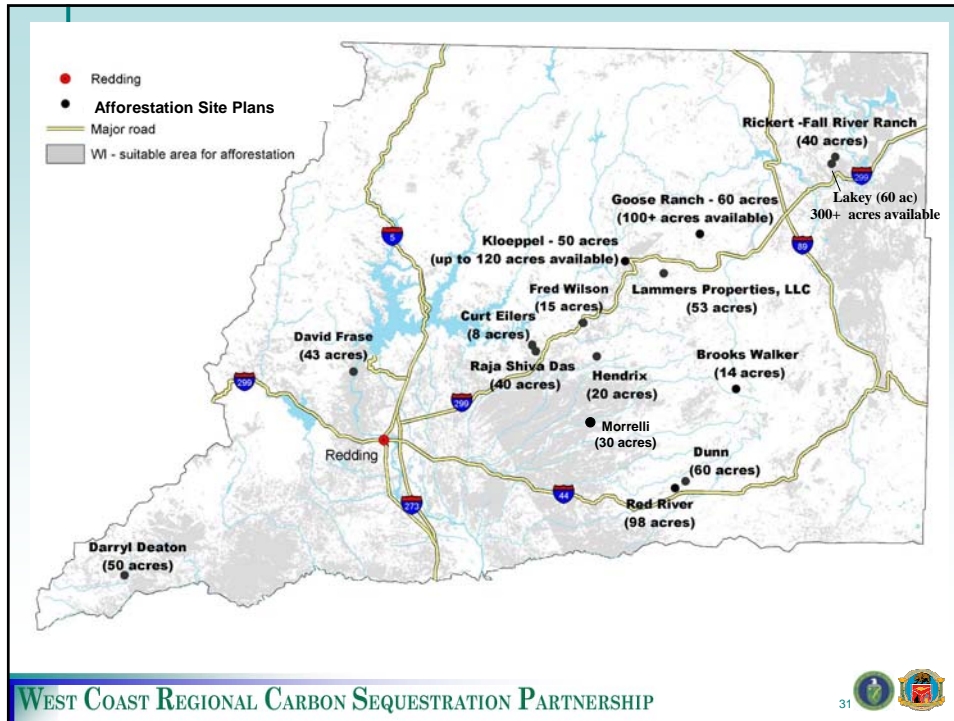 Redding
Afforestation Site Plans
Major road
WI - suitable area for afforestation
Rickert -Fall River Ranch
(40 acres)
299
Lakey (60 ac)
300+ acres available
Goose Ranch - 60 acres
(100+ acres available)
5
Kloeppel - 50 acres
(up to 120 acres available)
89
Fred Wilson
(15 acres)
Lammers Properties, LLC
(53 acres)
Curt Eilers
(8 acres)
David Frase
(43 acres)
Raja Shiva Das
(40 acres)
Hendrix
(20 acres)
Brooks Walker
(14 acres)
299
299
Morrelli
(30 acres)
Redding
Dunn
(60 acres)
44
Red River
(98 acres)
273
Darryl Deaton
(50 acres)
WEST COAST REGIONAL CARBON SEQUESTRATION PARTNERSHIP
31